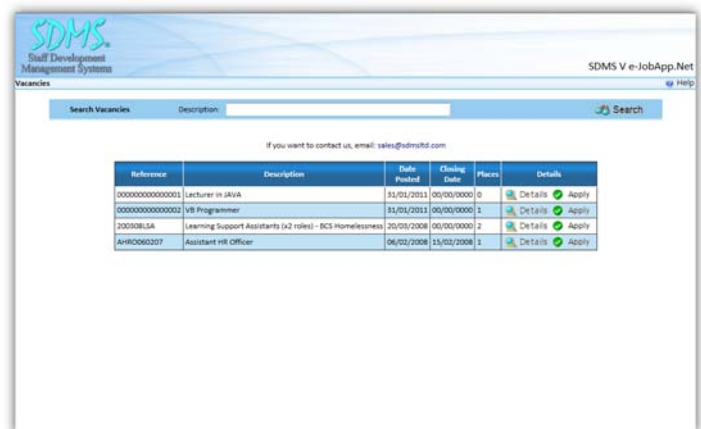 SDMS.
Staff Development
Management Systems
SDMS V e-JobApp.Net
Vacancies
Help
Search Vacancies Description: Search
If you want to contact us, email: sales@sdmsltd.com
Reference Description Date Posted Closing Date Places Details
000000000000001 Lecturer in JAVA 31/01/2011 00/00/0000 0 Details Apply
000000000000002 VB Programmer 31/01/2011 00/00/0000 1 Details Apply
200308LSA Learning Support Assistants (x2 roles) - BCS Homelessness 20/03/2008 00/00/0000 2 Details Apply
AHRO060207 Assistant HR Officer 06/02/2008 15/02/2008 1 Details Apply